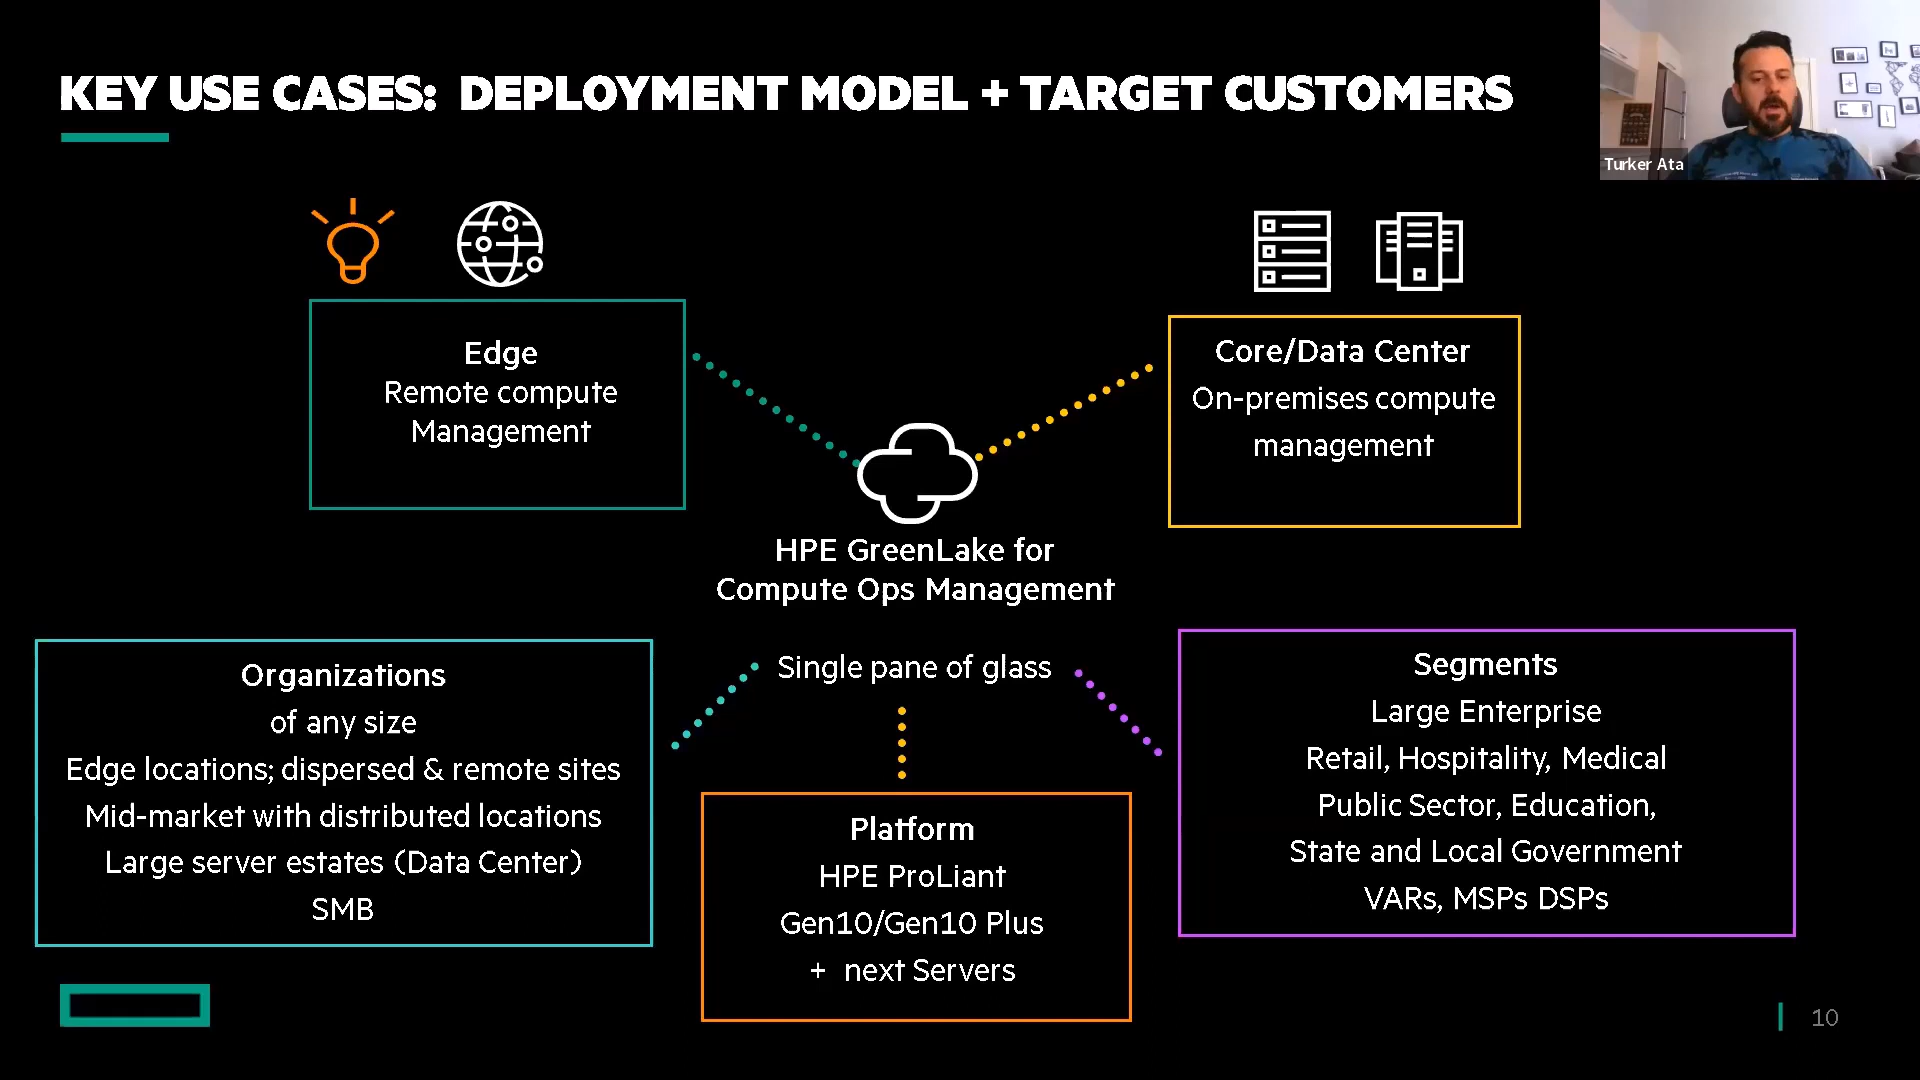 KEY USE CASES: DEPLOYMENT MODEL + TARGET CUSTOMERS
Turker Ata
Edge
Remote compute
Management
Core/Data Center
On-premises compute
management
HPE GreenLake for
Compute Ops Management
Single pane of glass
Organizations
of any size
Edge locations; dispersed & remote sites
Mid-market with distributed locations
Large server estates (Data Center)
SMB
Platform
HPE ProLiant
Gen10/Gen10 Plus
+ next Servers
Segments
Large Enterprise
Retail, Hospitality, Medical
Public Sector, Education,
State and Local Government
VARs, MSPs DSPs
10